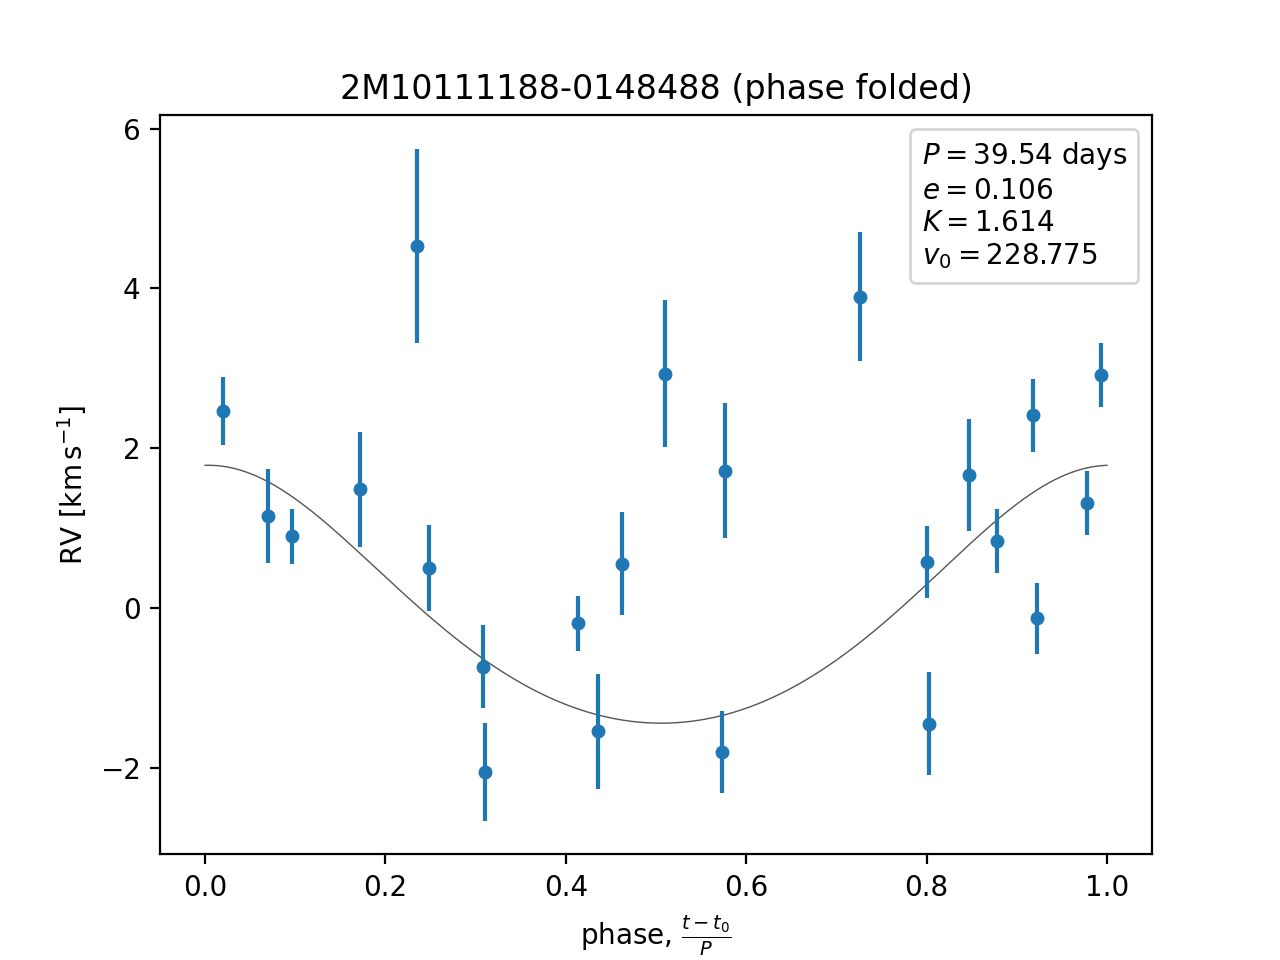 2M10111188-0148488 (phase folded)
P = 39.54 days
e = 0.106
K = 1.614
v₀ = 228.775
6
4
2
0
−2
RV [km s⁻¹]
0.0 0.2 0.4 0.6 0.8 1.0
phase, (t − t₀)/P